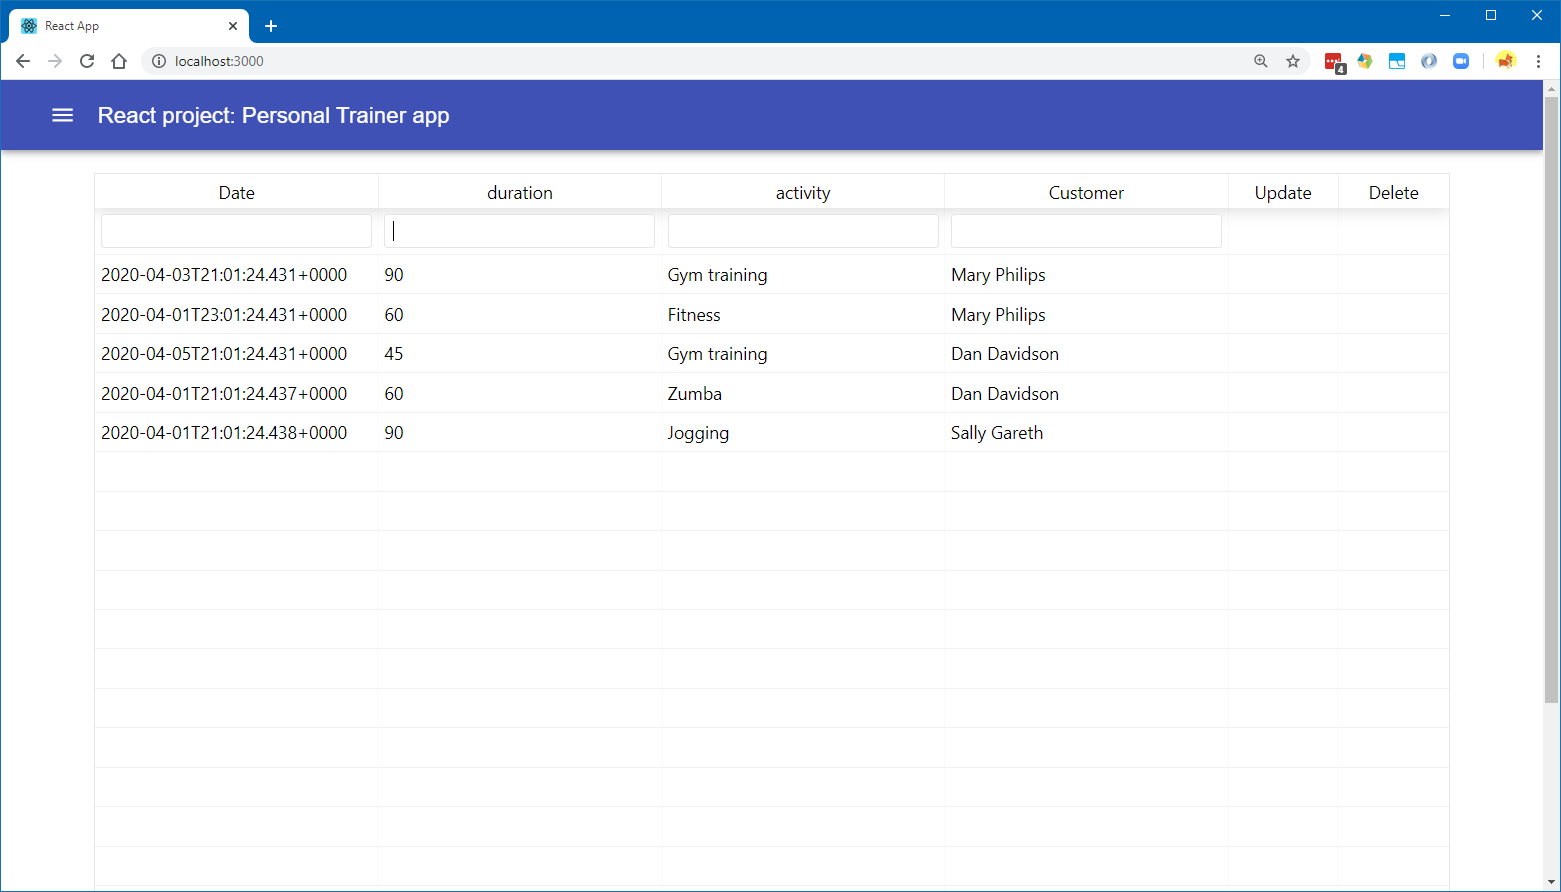 React App
localhost:3000
4
React project: Personal Trainer app
Date duration activity Customer Update Delete
2020-04-03T21:01:24.431+0000 90 Gym training Mary Philips
2020-04-01T23:01:24.431+0000 60 Fitness Mary Philips
2020-04-05T21:01:24.431+0000 45 Gym training Dan Davidson
2020-04-01T21:01:24.437+0000 60 Zumba Dan Davidson
2020-04-01T21:01:24.438+0000 90 Jogging Sally Gareth